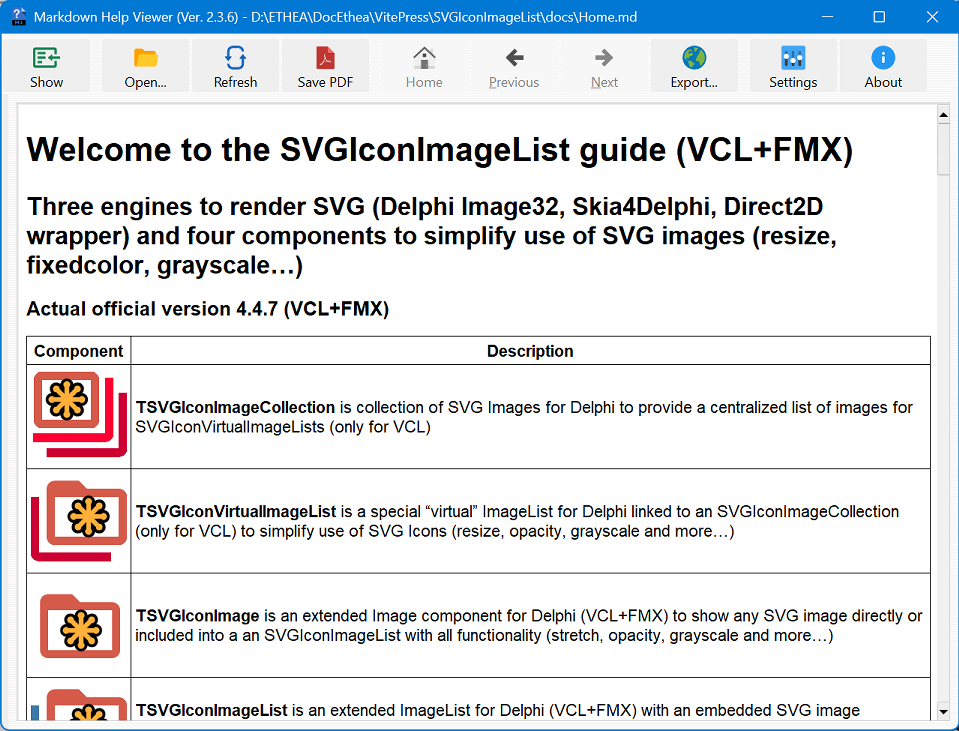 Markdown Help Viewer (Ver. 2.3.6) - D:\ETHEA\DocEthea\VitePress\SVGIconImageList\docs\Home.md
Show
Open...
Refresh
Save PDF
Home
Previous
Next
Export...
Settings
About
Welcome to the SVGIconImageList guide (VCL+FMX)
Three engines to render SVG (Delphi Image32, Skia4Delphi, Direct2D
wrapper) and four components to simplify use of SVG images (resize,
fixedcolor, grayscale…)
Actual official version 4.4.7 (VCL+FMX)
Component
Description
TSVGIconImageCollection is collection of SVG Images for Delphi to provide a centralized list of images for
SVGIconVirtualImageLists (only for VCL)
TSVGIconVirtualImageList is a special “virtual” ImageList for Delphi linked to an SVGIconImageCollection
(only for VCL) to simplify use of SVG Icons (resize, opacity, grayscale and more…)
TSVGIconImage is an extended Image component for Delphi (VCL+FMX) to show any SVG image directly or
included into a an SVGIconImageList with all functionality (stretch, opacity, grayscale and more…)
TSVGIconImageList is an extended ImageList for Delphi (VCL+FMX) with an embedded SVG image